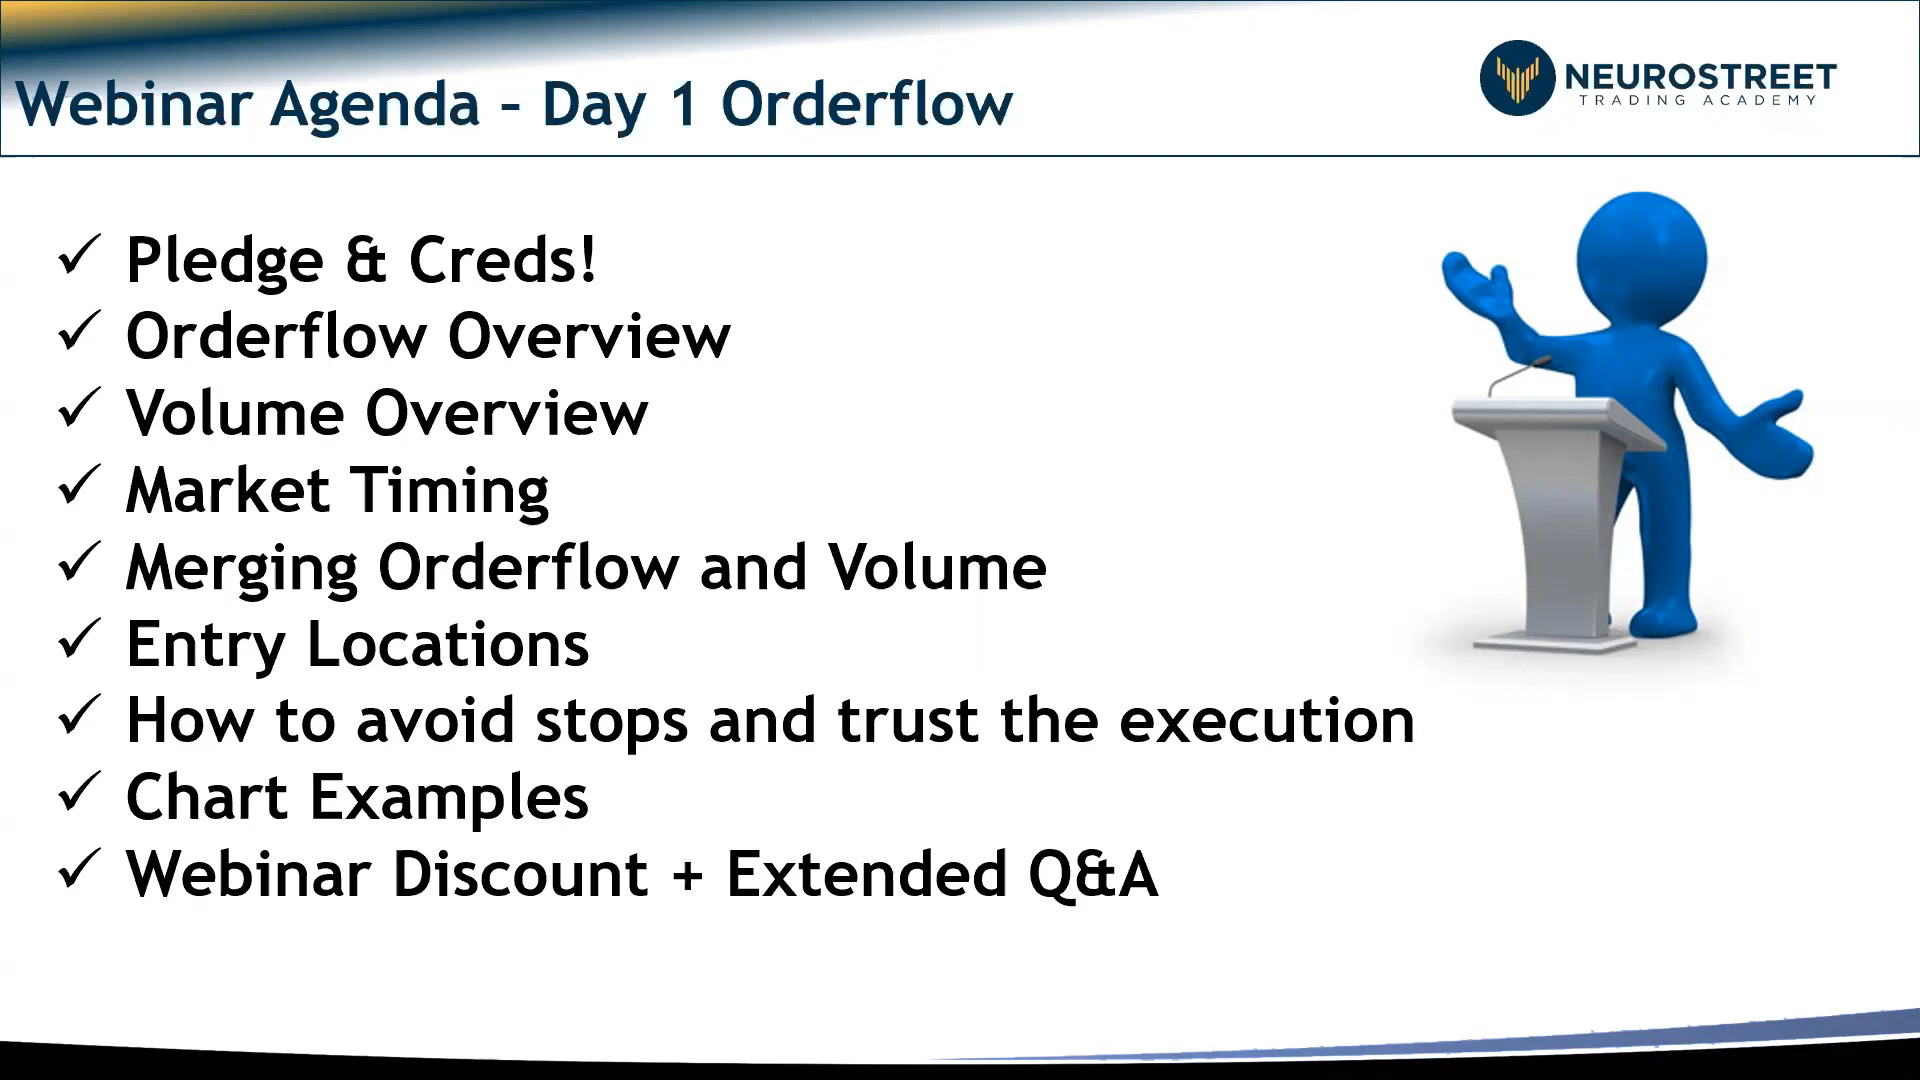 Webinar Agenda – Day 1 Orderflow
NEUROSTREET
TRADING ACADEMY
✓ Pledge & Creds!
✓ Orderflow Overview
✓ Volume Overview
✓ Market Timing
✓ Merging Orderflow and Volume
✓ Entry Locations
✓ How to avoid stops and trust the execution
✓ Chart Examples
✓ Webinar Discount + Extended Q&A